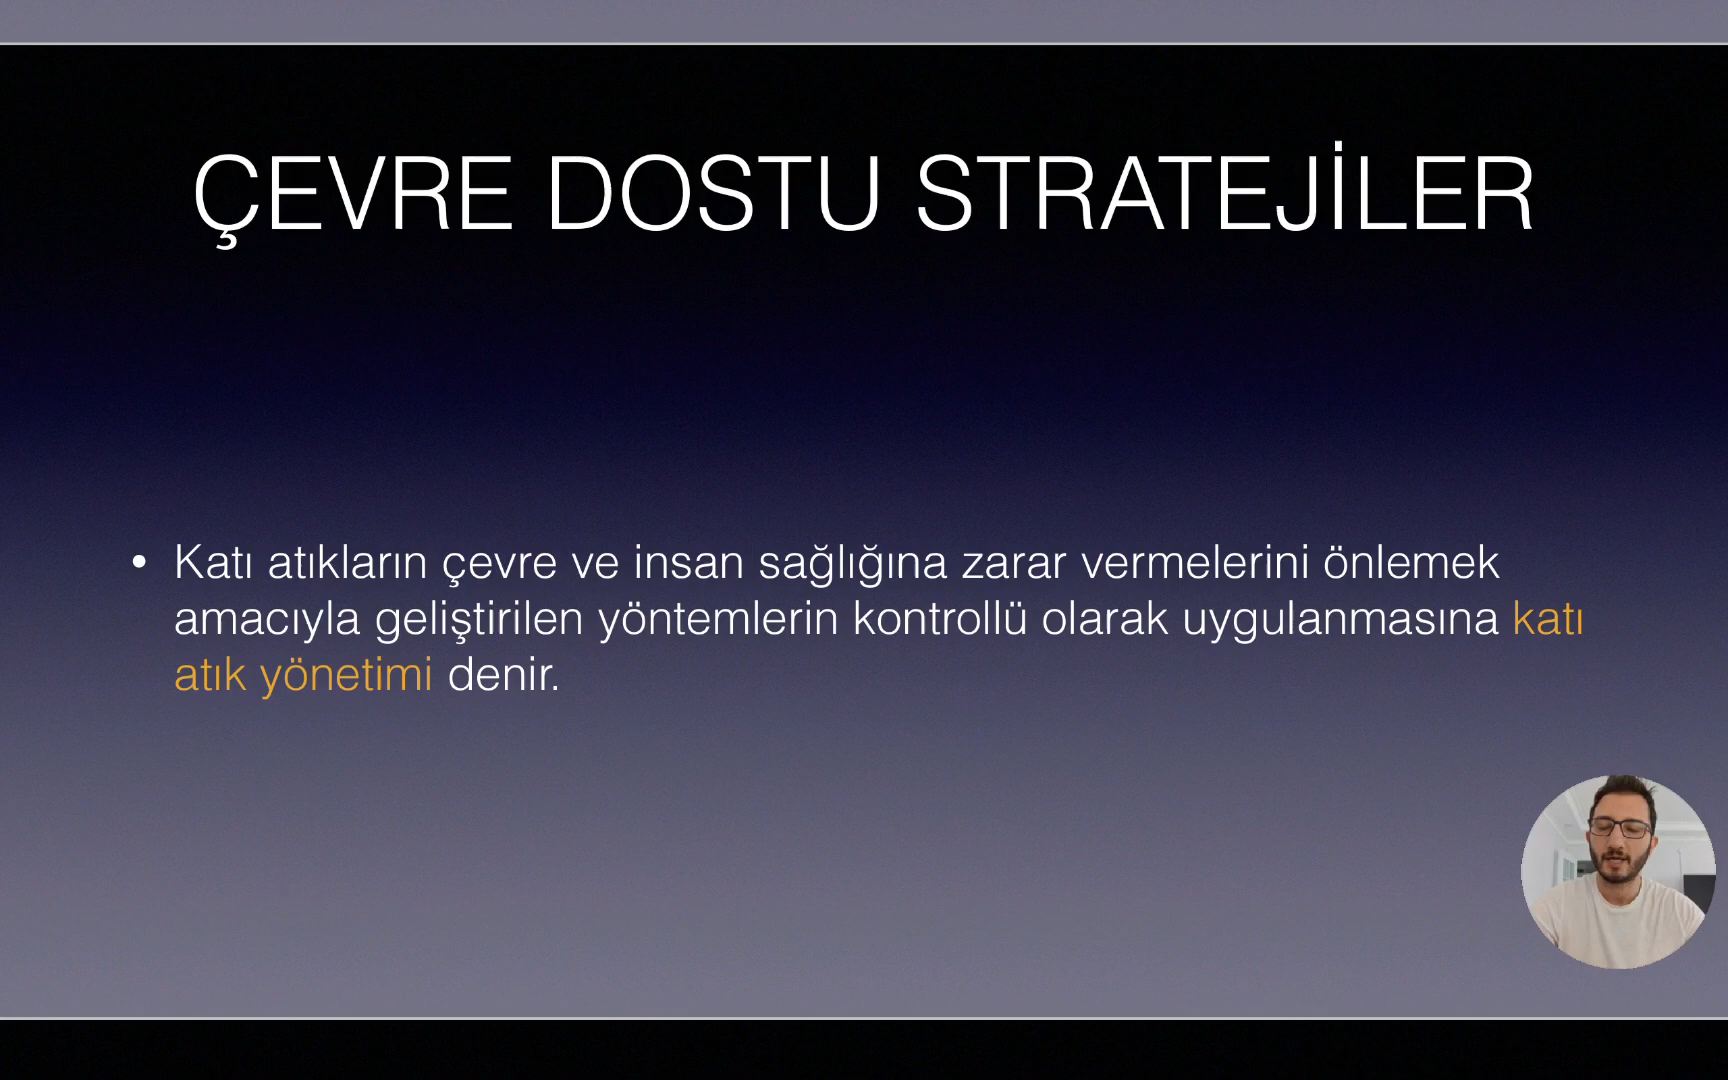 ÇEVRE DOSTU STRATEJİLER
• Katı atıkların çevre ve insan sağlığına zarar vermelerini önlemek
amacıyla geliştirilen yöntemlerin kontrollü olarak uygulanmasına katı
atık yönetimi denir.